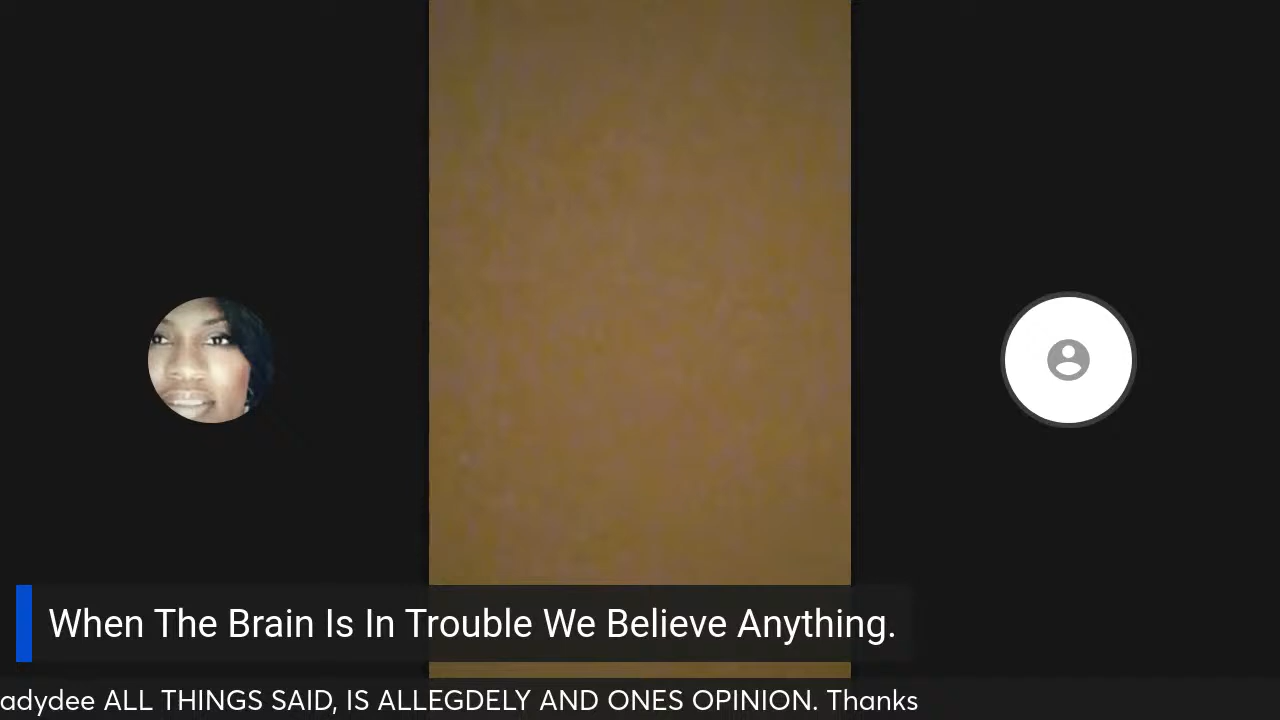 When The Brain Is In Trouble We Believe Anything.
adydee ALL THINGS SAID, IS ALLEGDELY AND ONES OPINION. Thanks